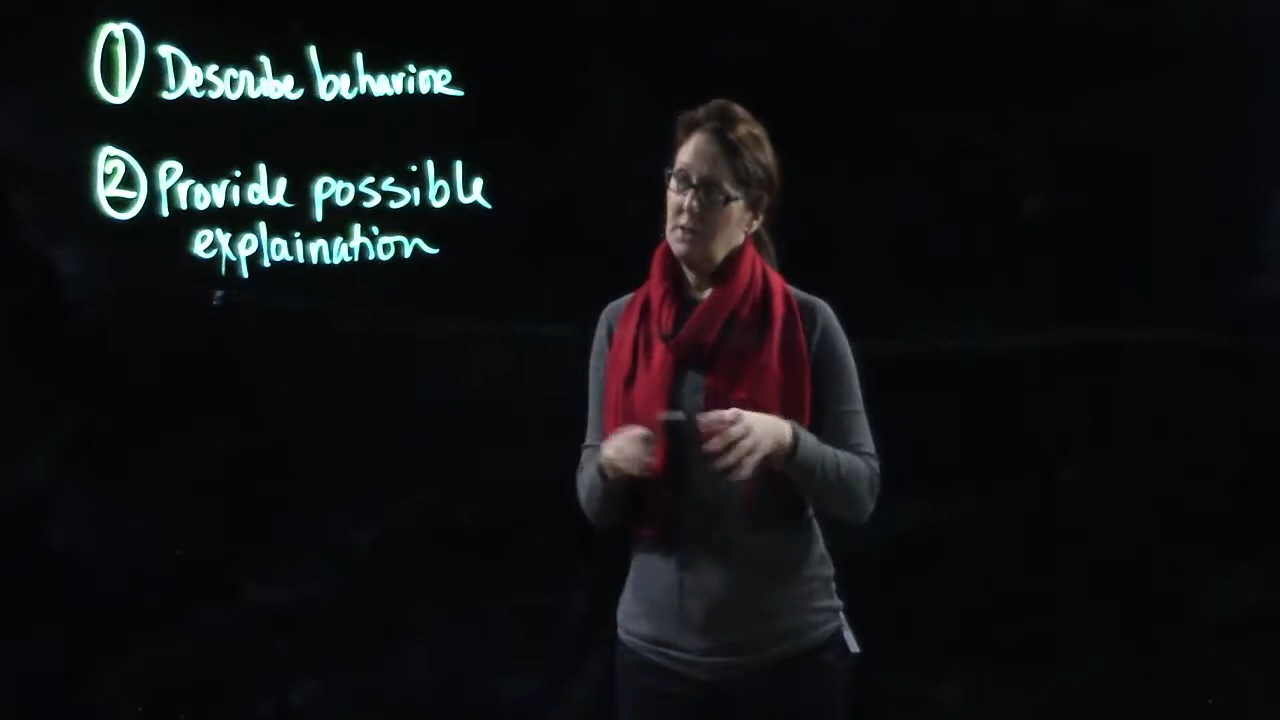 ① Describe behavior
② Provide possible
explaination